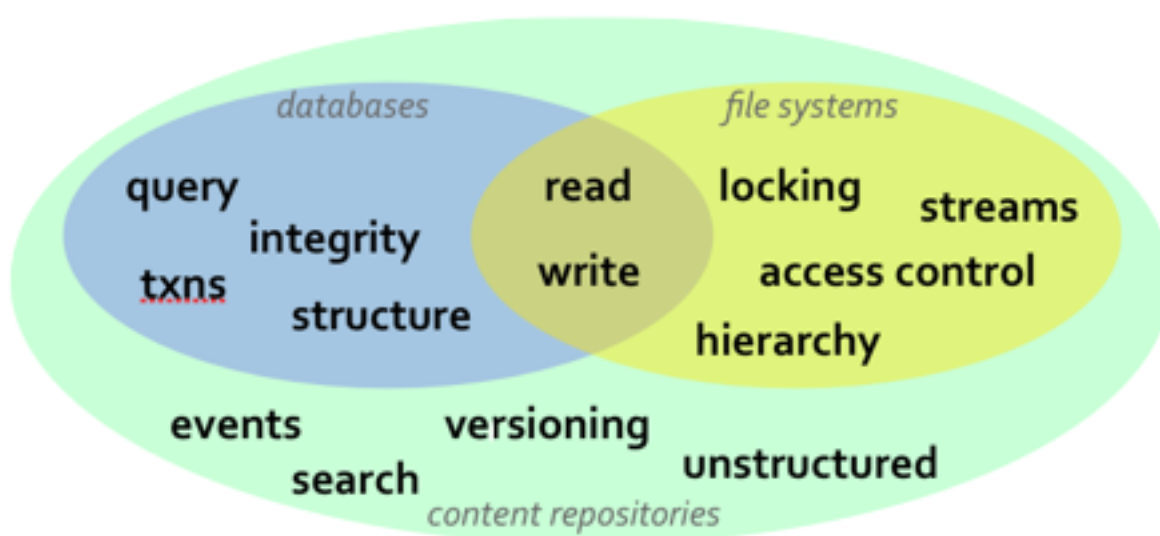 databases
file systems
query
read
locking
streams
integrity
txns
write
access control
structure
hierarchy
events
versioning
search
unstructured
content repositories